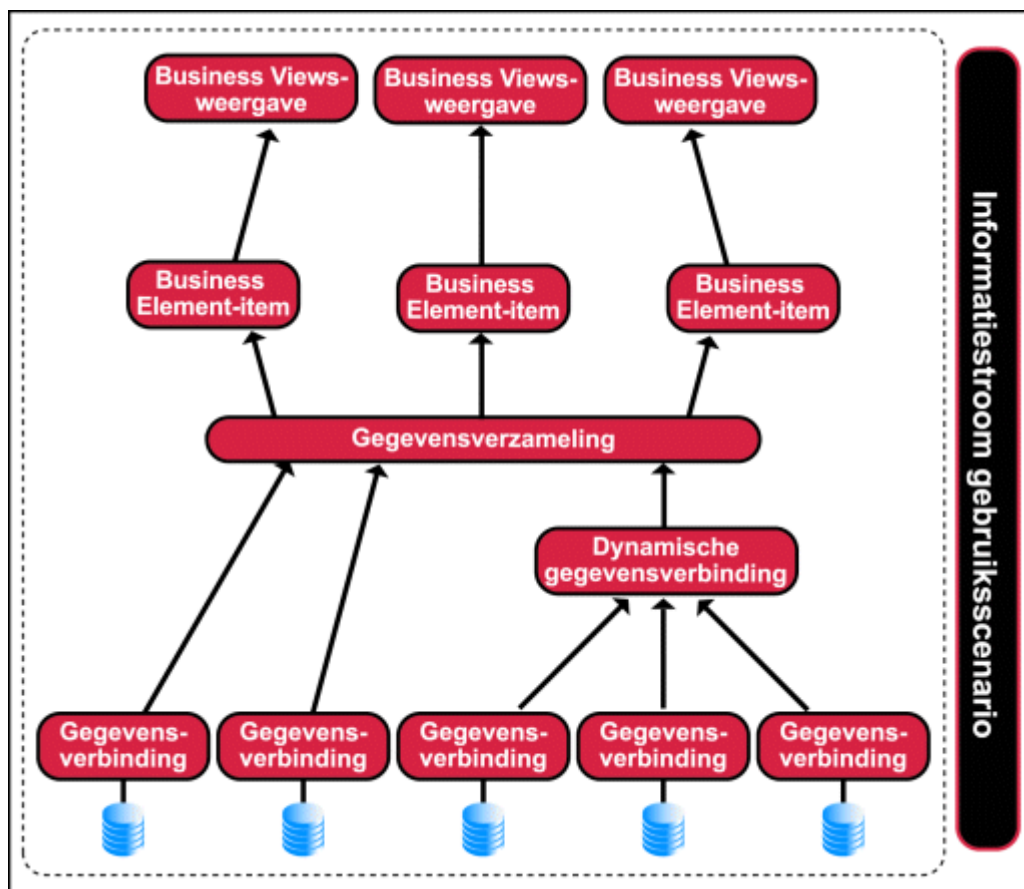 Business Views-
weergave
Business Views-
weergave
Business Views-
weergave
Business
Element-item
Business
Element-item
Business
Element-item
Gegevensverzameling
Dynamische
gegevensverbinding
Gegevens-
verbinding
Gegevens-
verbinding
Gegevens-
verbinding
Gegevens-
verbinding
Gegevens-
verbinding
Informatiestroom gebruiksscenario